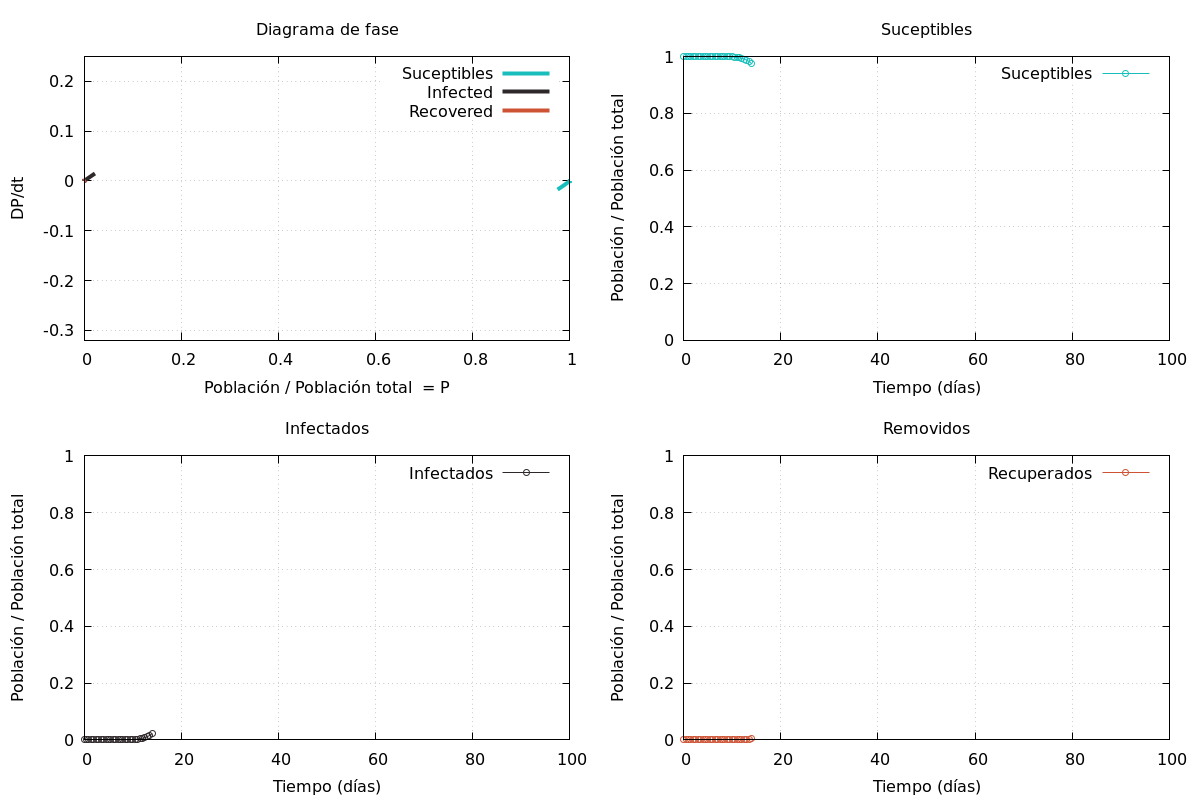 Diagrama de fase
Suceptibles
Infected
Recovered
0.2
0.1
0
-0.1
-0.2
-0.3
DP/dt
0 0.2 0.4 0.6 0.8 1
Población / Población total = P
Suceptibles
Suceptibles
1
0.8
0.6
0.4
0.2
0
Población / Población total
0 20 40 60 80 100
Tiempo (días)
Infectados
Infectados
1
0.8
0.6
0.4
0.2
0
Población / Población total
0 20 40 60 80 100
Tiempo (días)
Removidos
Recuperados
1
0.8
0.6
0.4
0.2
0
Población / Población total
0 20 40 60 80 100
Tiempo (días)